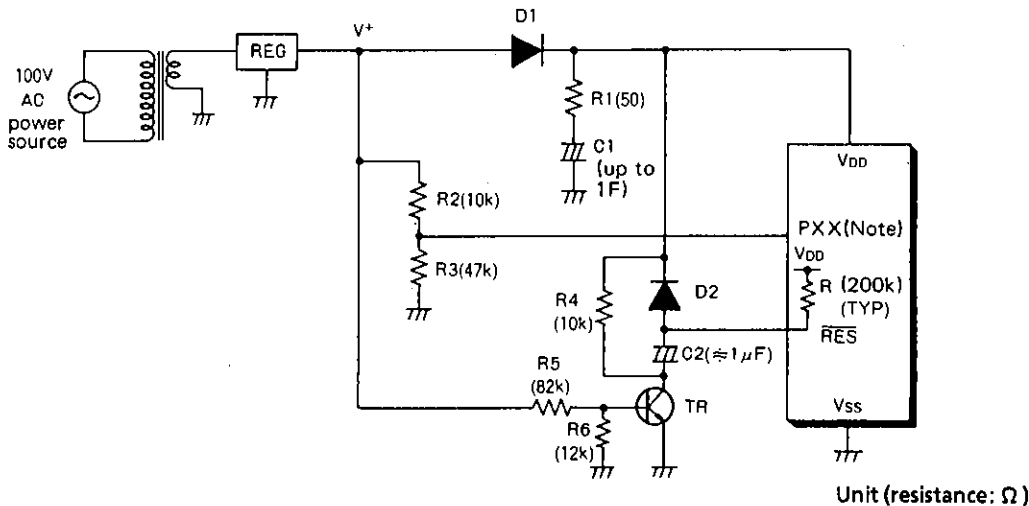 100V
AC
power
source
REG
V+
D1
R1(50)
C1
(up to
1F)
VDD
R2(10k)
PXX(Note)
R3(47k)
VDD
R (200k)
(TYP)
R4
(10k)
D2
RES
C2(≒1μF)
R5
(82k)
TR
R6
(12k)
VSS
Unit (resistance: Ω)